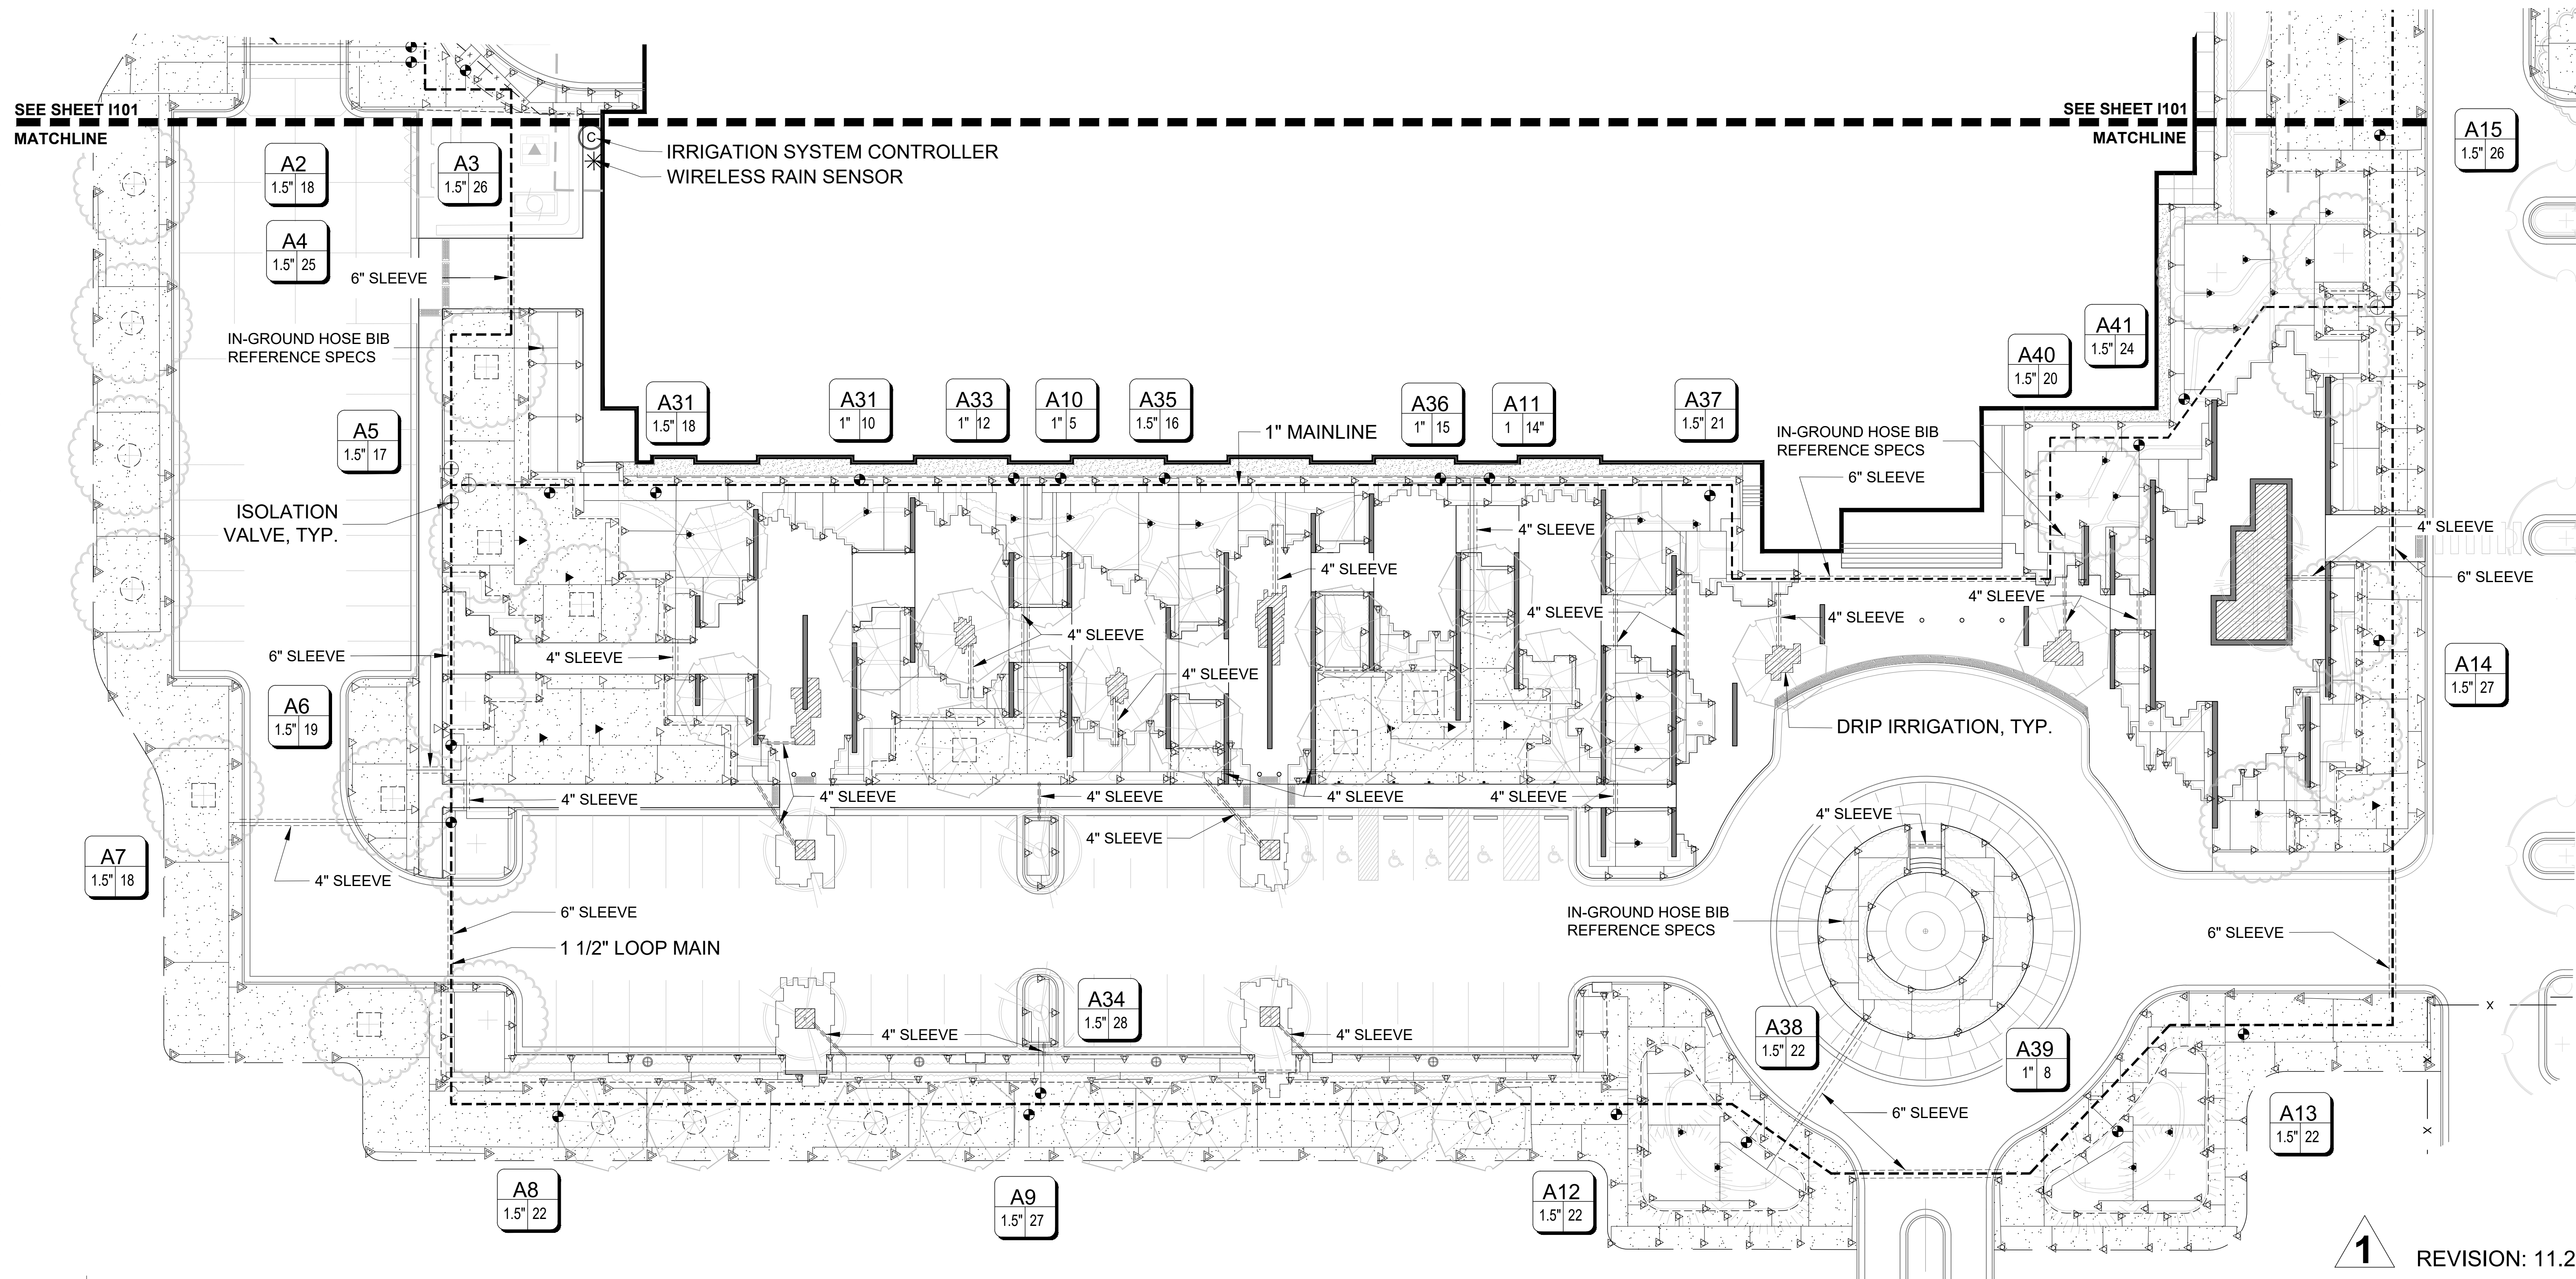 SEE SHEET I101
MATCHLINE
SEE SHEET I101
MATCHLINE
C
IRRIGATION SYSTEM CONTROLLER
WIRELESS RAIN SENSOR
A2
1.5" 18
A3
1.5" 26
A15
1.5" 26
A4
1.5" 25
6" SLEEVE
IN-GROUND HOSE BIB
REFERENCE SPECS
A41
1.5" 24
A40
1.5" 20
A5
1.5" 17
A31
1.5" 18
A31
1" 10
A33
1" 12
A10
1" 5
A35
1.5" 16
A36
1" 15
A11
1 14"
A37
1.5" 21
1" MAINLINE
IN-GROUND HOSE BIB
REFERENCE SPECS
6" SLEEVE
ISOLATION
VALVE, TYP.
4" SLEEVE
4" SLEEVE
4" SLEEVE
6" SLEEVE
4" SLEEVE
4" SLEEVE
4" SLEEVE
4" SLEEVE
6" SLEEVE
4" SLEEVE
4" SLEEVE
A14
1.5" 27
A6
1.5" 19
DRIP IRRIGATION, TYP.
4" SLEEVE
4" SLEEVE
4" SLEEVE
4" SLEEVE
4" SLEEVE
4" SLEEVE
4" SLEEVE
A7
1.5" 18
4" SLEEVE
6" SLEEVE
IN-GROUND HOSE BIB
REFERENCE SPECS
6" SLEEVE
1 1/2" LOOP MAIN
A34
1.5" 28
4" SLEEVE
4" SLEEVE
A38
1.5" 22
A39
1" 8
X
X
X
6" SLEEVE
A13
1.5" 22
A8
1.5" 22
A9
1.5" 27
A12
1.5" 22
1
REVISION: 11.2